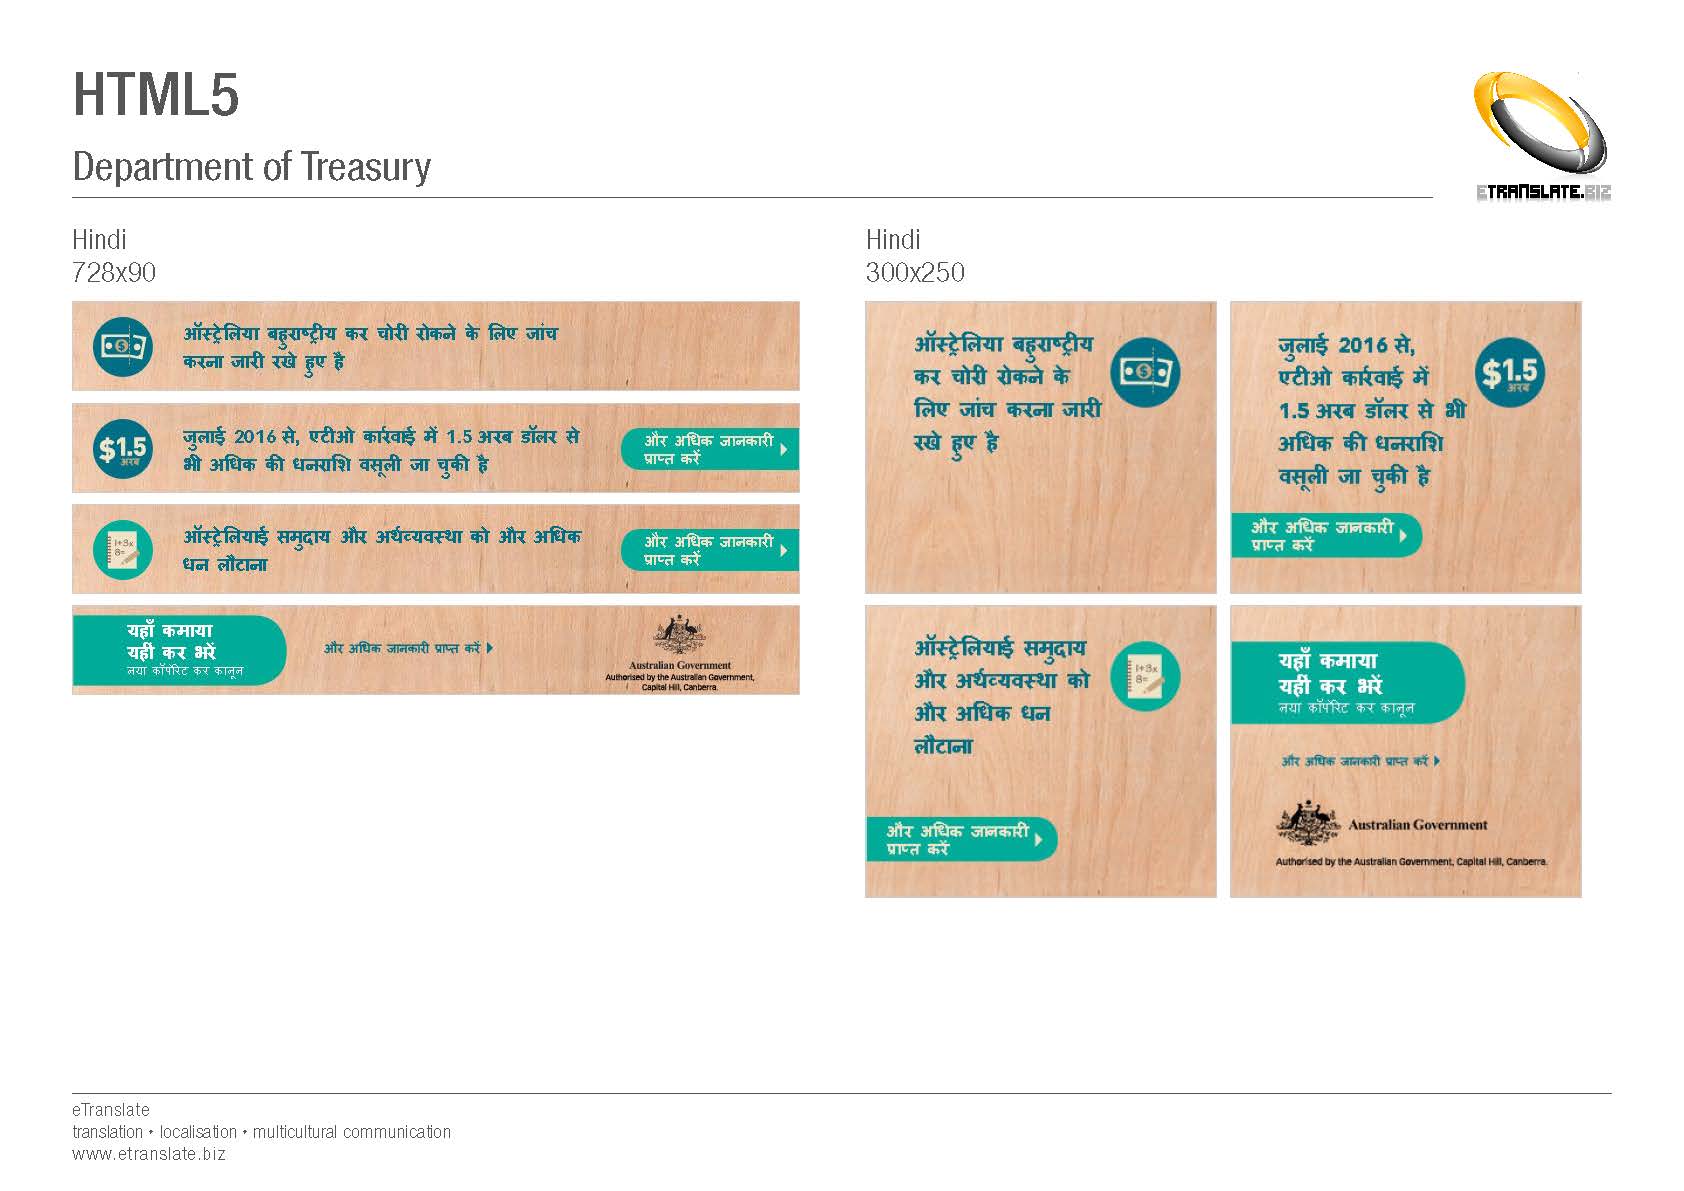 HTML5
Department of Treasury
ETRANSLATE.BIZ
Hindi
728x90
ऑस्ट्रेलिया बहुराष्ट्रीय कर चोरी रोकने के लिए जांच
करना जारी रखे हुए है
$1.5
अरब
जुलाई 2016 से, एटीओ कार्रवाई में 1.5 अरब डॉलर से
भी अधिक की धनराशि वसूली जा चुकी है
और अधिक जानकारी
प्राप्त करें
1+3x
8=
ऑस्ट्रेलियाई समुदाय और अर्थव्यवस्था को और अधिक
धन लौटाना
और अधिक जानकारी
प्राप्त करें
यहाँ कमाया
यहीं कर भरें
नया कॉर्पोरेट कर कानून
और अधिक जानकारी प्राप्त करें
Australian Government
Authorised by the Australian Government,
Capital Hill, Canberra.
Hindi
300x250
ऑस्ट्रेलिया बहुराष्ट्रीय
कर चोरी रोकने के
लिए जांच करना जारी
रखे हुए है
जुलाई 2016 से,
एटीओ कार्रवाई में
1.5 अरब डॉलर से भी
अधिक की धनराशि
वसूली जा चुकी है
$1.5
अरब
और अधिक जानकारी
प्राप्त करें
ऑस्ट्रेलियाई समुदाय
और अर्थव्यवस्था को
और अधिक धन
लौटाना
1+3x
8=
और अधिक जानकारी
प्राप्त करें
यहाँ कमाया
यहीं कर भरें
नया कॉर्पोरेट कर कानून
और अधिक जानकारी प्राप्त करें
Australian Government
Authorised by the Australian Government, Capital Hill, Canberra.
eTranslate
translation • localisation • multicultural communication
www.etranslate.biz